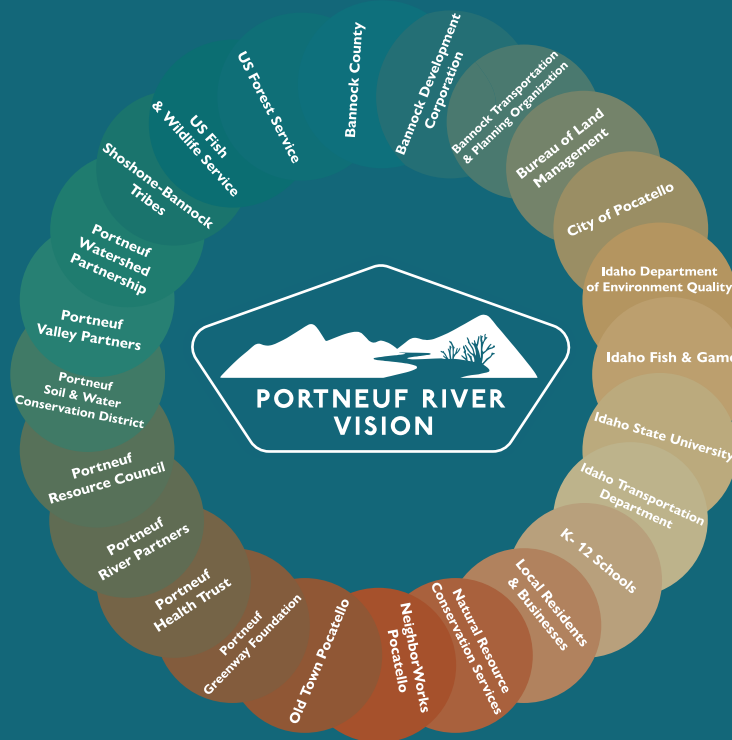 Bannock County
Bannock Development
Corporation
Bannock Transportation
& Planning Organization
Bureau of Land
Management
City of Pocatello
Idaho Department
of Environment Quality
Idaho Fish & Game
Idaho State University
Idaho Transportation
Department
K- 12 Schools
Local Residents
& Businesses
Natural Resource
Conservation Services
NeighborWorks
Pocatello
Old Town Pocatello
Portneuf
Greenway Foundation
Portneuf
Health Trust
Portneuf
River Partners
Portneuf
Resource Council
Portneuf
Soil & Water
Conservation District
Portneuf
Valley Partners
Portneuf
Watershed
Partnership
Shoshone-Bannock
Tribes
US Fish
& Wildlife Service
US Forest Service
PORTNEUF RIVER
VISION